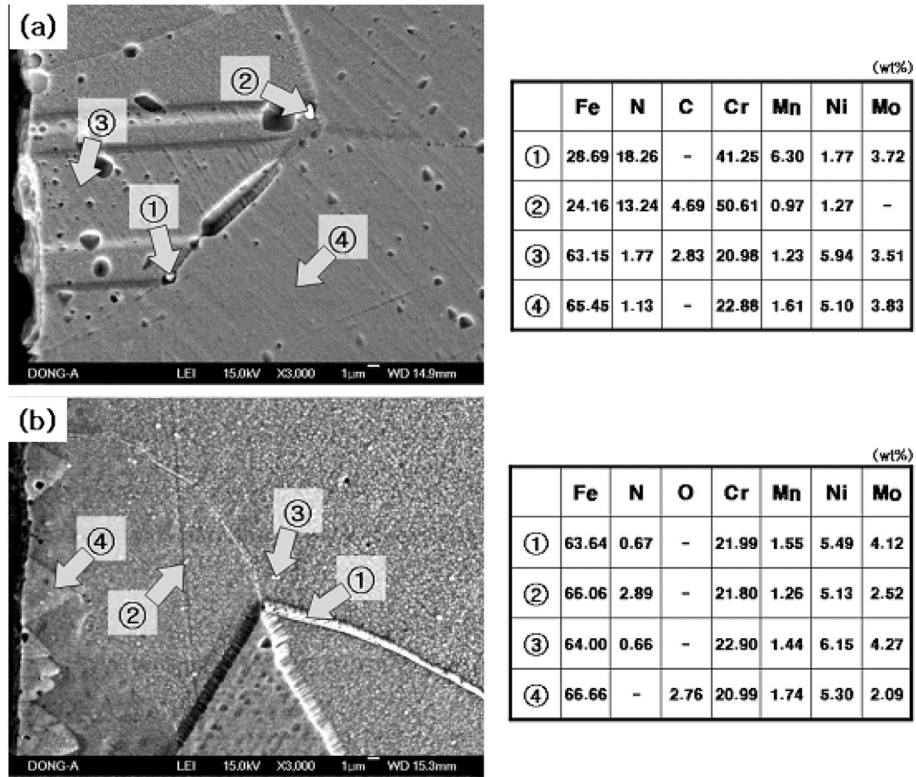 (a)
②
③
①
④
DONG-A LEI 15.0kV X3,000 1μm WD 14.9mm
(wt%)
Fe N C Cr Mn Ni Mo
① 28.69 18.26 - 41.25 6.30 1.77 3.72
② 24.16 13.24 4.69 50.61 0.97 1.27 -
③ 63.15 1.77 2.83 20.98 1.23 5.94 3.51
④ 65.45 1.13 - 22.88 1.61 5.10 3.83
(b)
③
④
①
②
DONG-A LEI 15.0kV X3,000 1μm WD 15.3mm
(wt%)
Fe N O Cr Mn Ni Mo
① 63.64 0.67 - 21.99 1.55 5.49 4.12
② 66.06 2.89 - 21.80 1.26 5.13 2.52
③ 64.00 0.66 - 22.90 1.44 6.15 4.27
④ 66.66 - 2.76 20.99 1.74 5.30 2.09